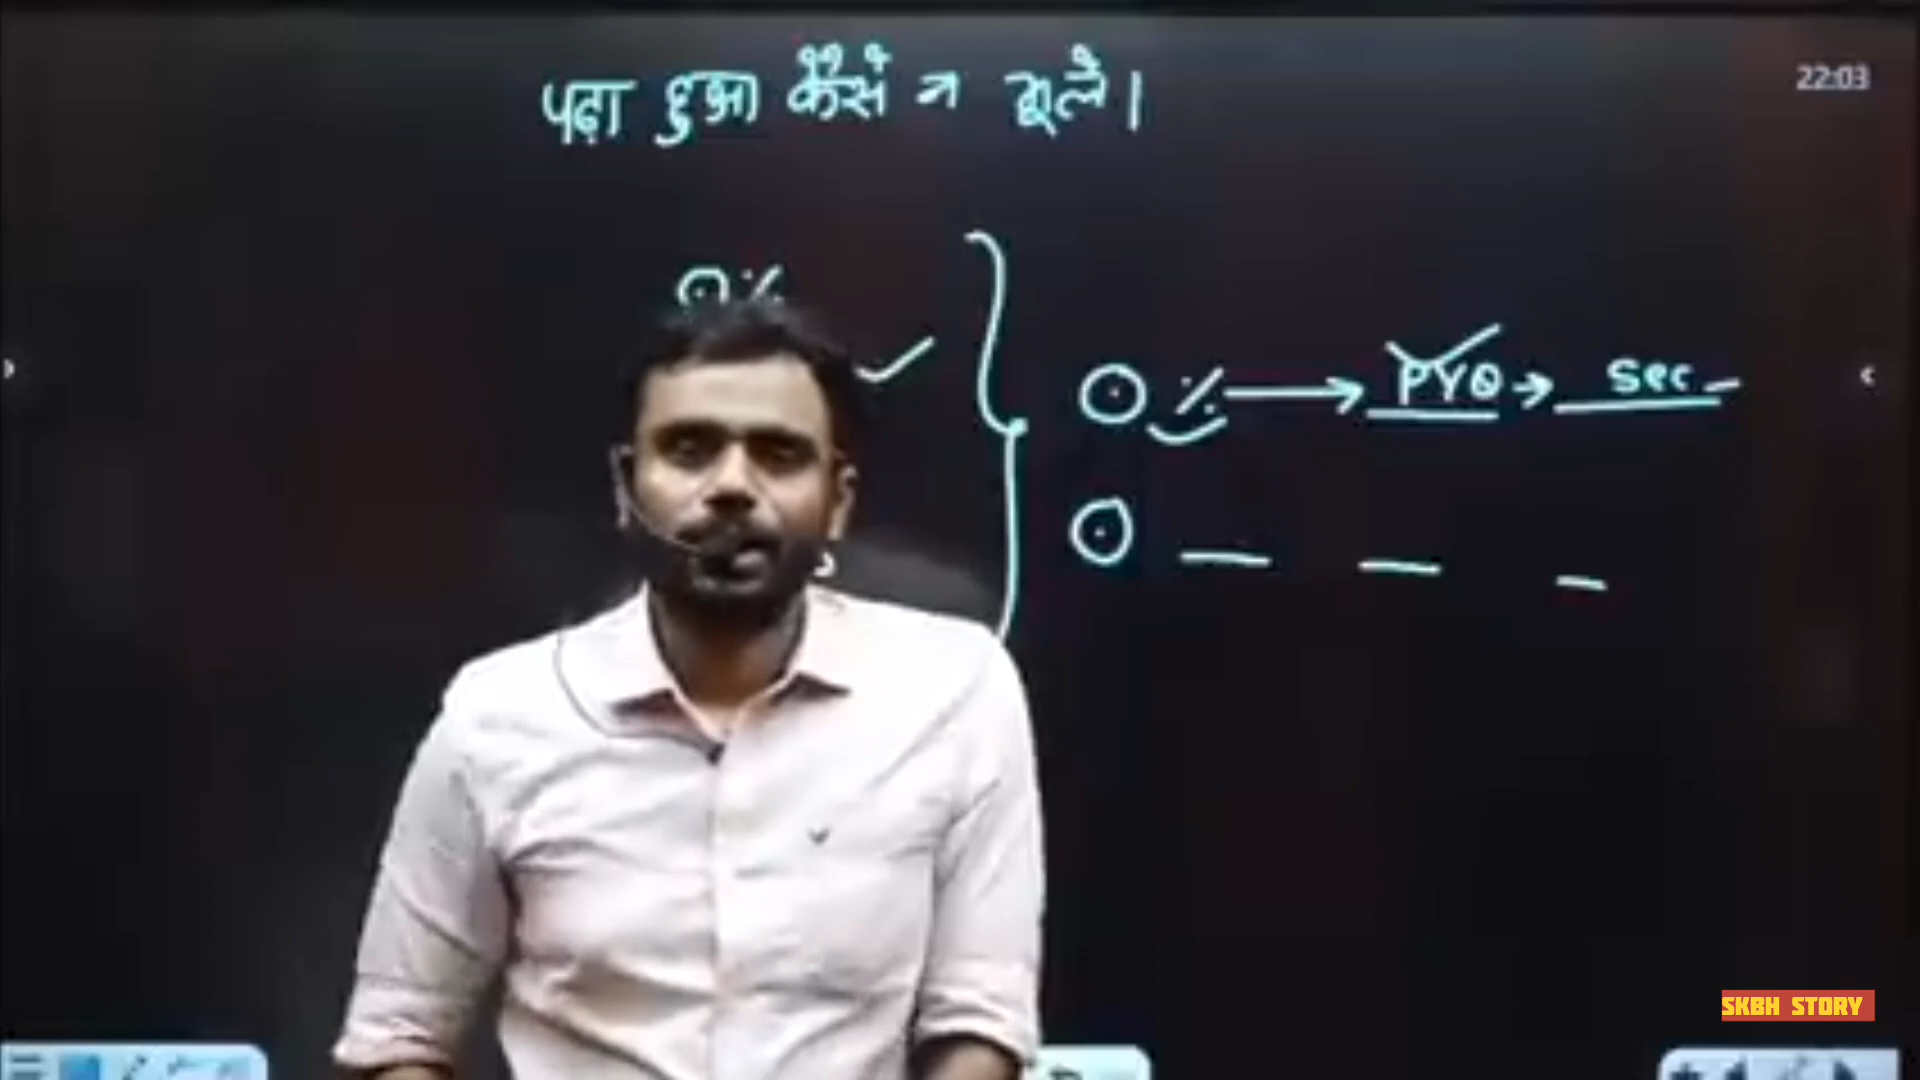 पढ़ा हुआ कैसे न भूले।
22:03
%
% → PYQ → Sec
SKBH STORY